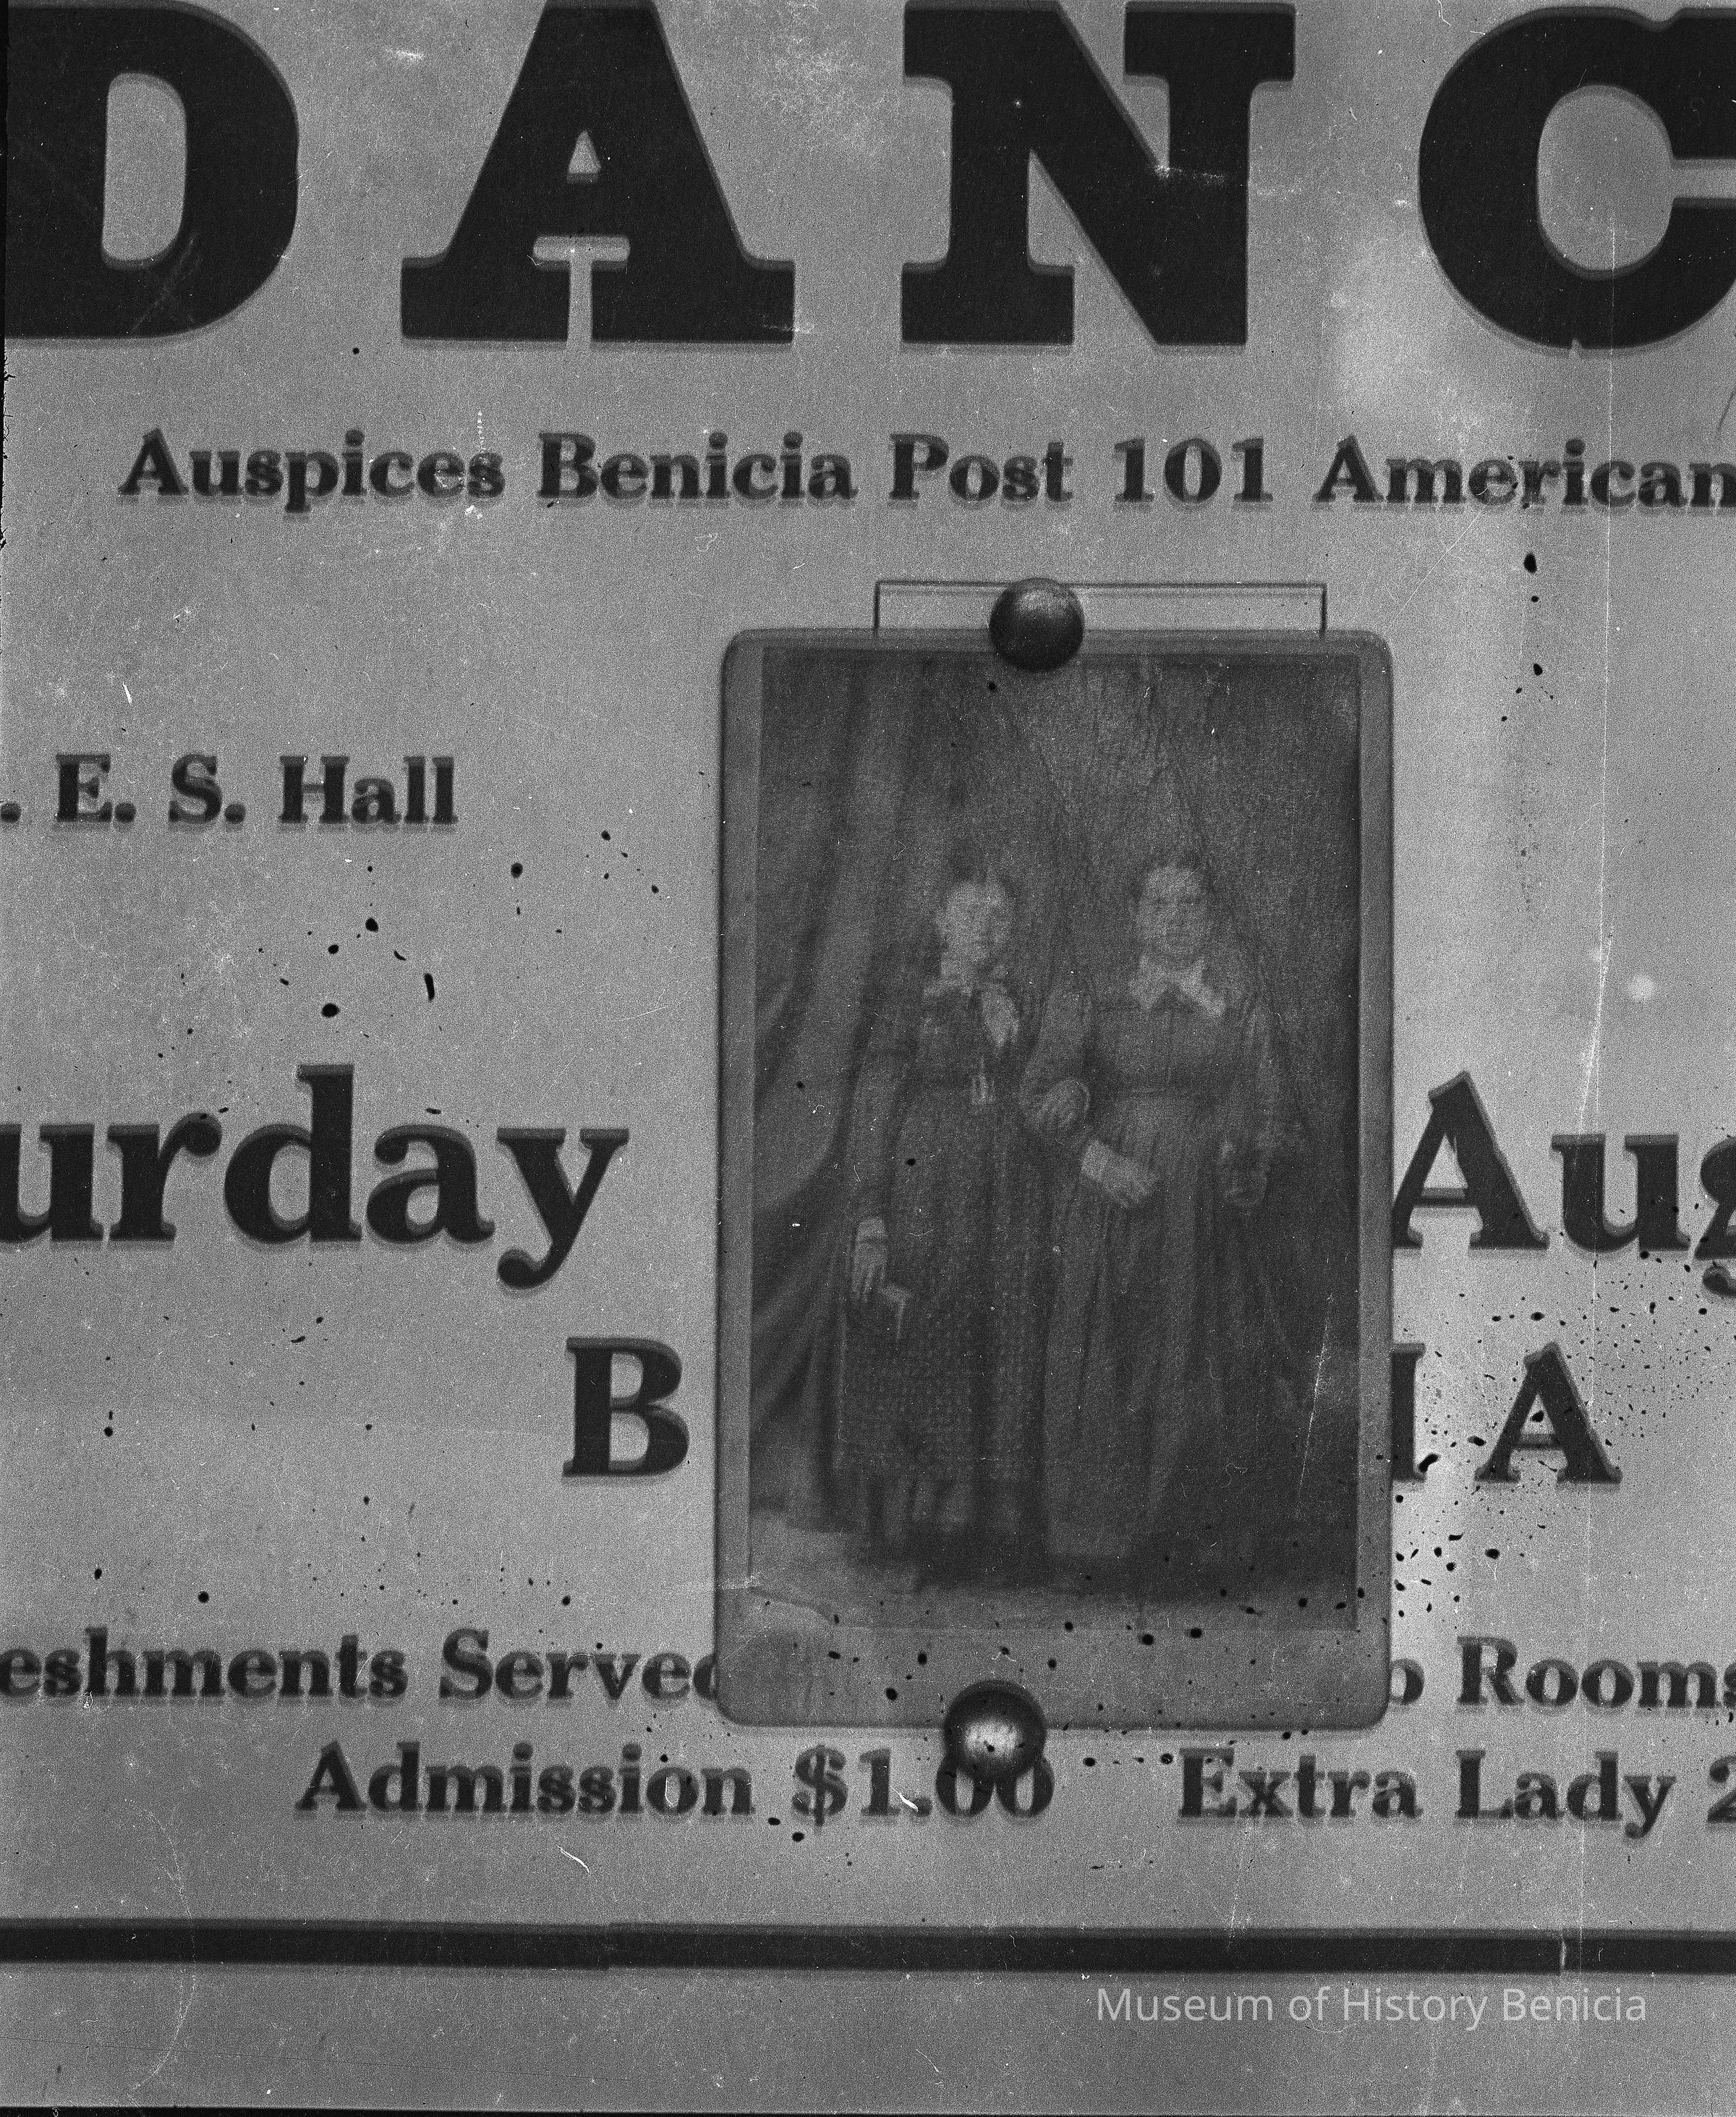 DANC
Auspices Benicia Post 101 American
. E. S. Hall
urday Aug
B IA
eshments Served o Rooms
Admission $1.00 Extra Lady 2
Museum of History Benicia